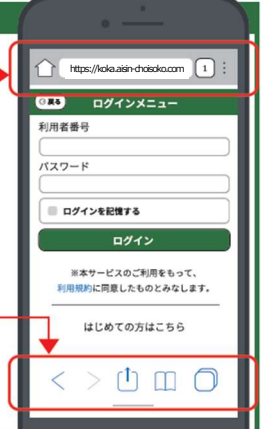 https://koka.aisin-choisoko.com
1
戻る
ログインメニュー
利用者番号
パスワード
ログインを記憶する
ログイン
※本サービスのご利用をもって、
利用規約に同意したものとみなします。
はじめての方はこちら